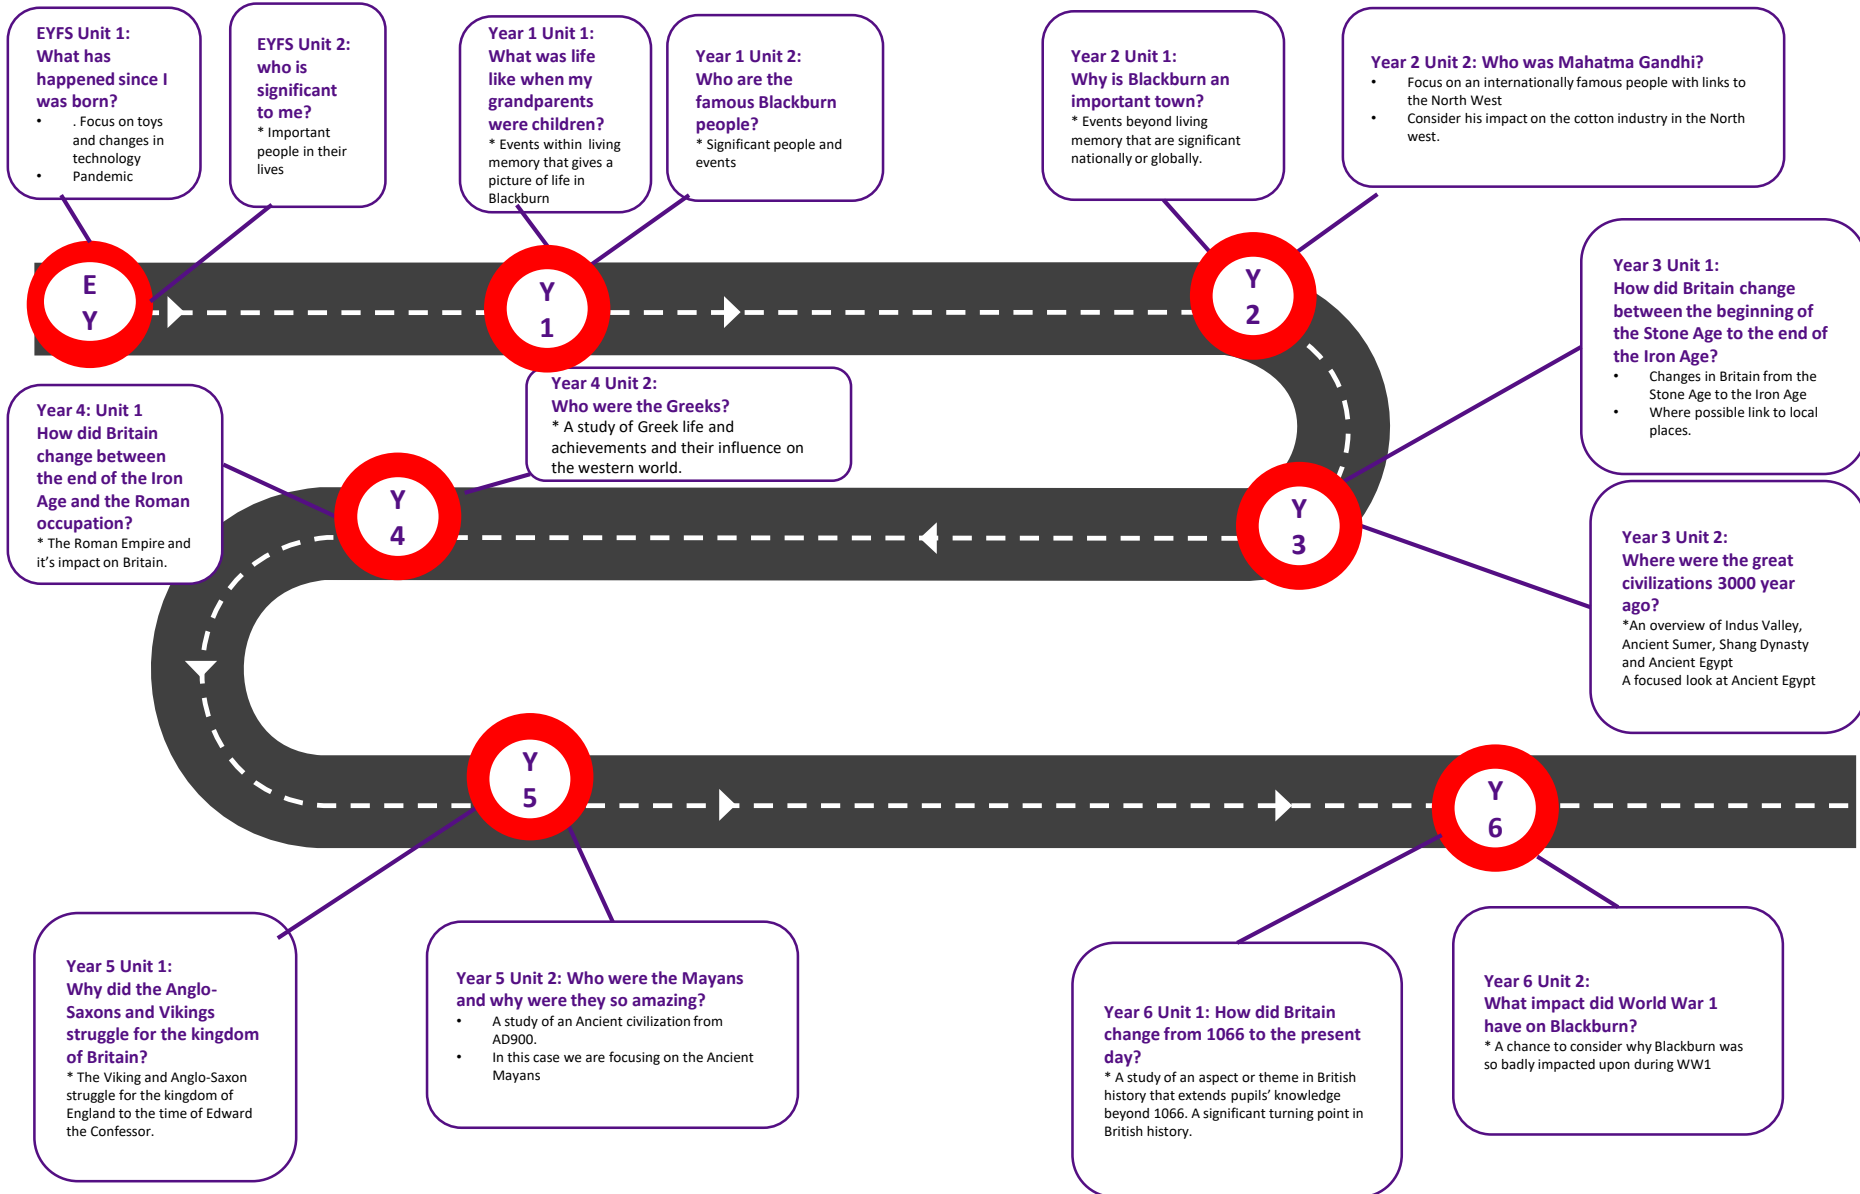 EYFS Unit 1:
What has
happened since I
was born?
• . Focus on toys
and changes in
technology
• Pandemic
EYFS Unit 2:
who is
significant
to me?
* Important
people in their
lives
Year 1 Unit 1:
What was life
like when my
grandparents
were children?
* Events within living
memory that gives a
picture of life in
Blackburn
Year 1 Unit 2:
Who are the
famous Blackburn
people?
* Significant people and
events
Year 2 Unit 1:
Why is Blackburn an
important town?
* Events beyond living
memory that are significant
nationally or globally.
Year 2 Unit 2: Who was Mahatma Gandhi?
• Focus on an internationally famous people with links to
the North West
• Consider his impact on the cotton industry in the North
west.
E
Y
Y
1
Y
2
Year 3 Unit 1:
How did Britain change
between the beginning of
the Stone Age to the end of
the Iron Age?
• Changes in Britain from the
Stone Age to the Iron Age
• Where possible link to local
places.
Year 4: Unit 1
How did Britain
change between
the end of the Iron
Age and the Roman
occupation?
* The Roman Empire and
it's impact on Britain.
Year 4 Unit 2:
Who were the Greeks?
* A study of Greek life and
achievements and their influence on
the western world.
Y
4
Y
3
Year 3 Unit 2:
Where were the great
civilizations 3000 year
ago?
*An overview of Indus Valley,
Ancient Sumer, Shang Dynasty
and Ancient Egypt
A focused look at Ancient Egypt
Y
5
Y
6
Year 5 Unit 1:
Why did the Anglo-
Saxons and Vikings
struggle for the kingdom
of Britain?
* The Viking and Anglo-Saxon
struggle for the kingdom of
England to the time of Edward
the Confessor.
Year 5 Unit 2: Who were the Mayans
and why were they so amazing?
• A study of an Ancient civilization from
AD900.
• In this case we are focusing on the Ancient
Mayans
Year 6 Unit 1: How did Britain
change from 1066 to the present
day?
* A study of an aspect or theme in British
history that extends pupils' knowledge
beyond 1066. A significant turning point in
British history.
Year 6 Unit 2:
What impact did World War 1
have on Blackburn?
* A chance to consider why Blackburn was
so badly impacted upon during WW1